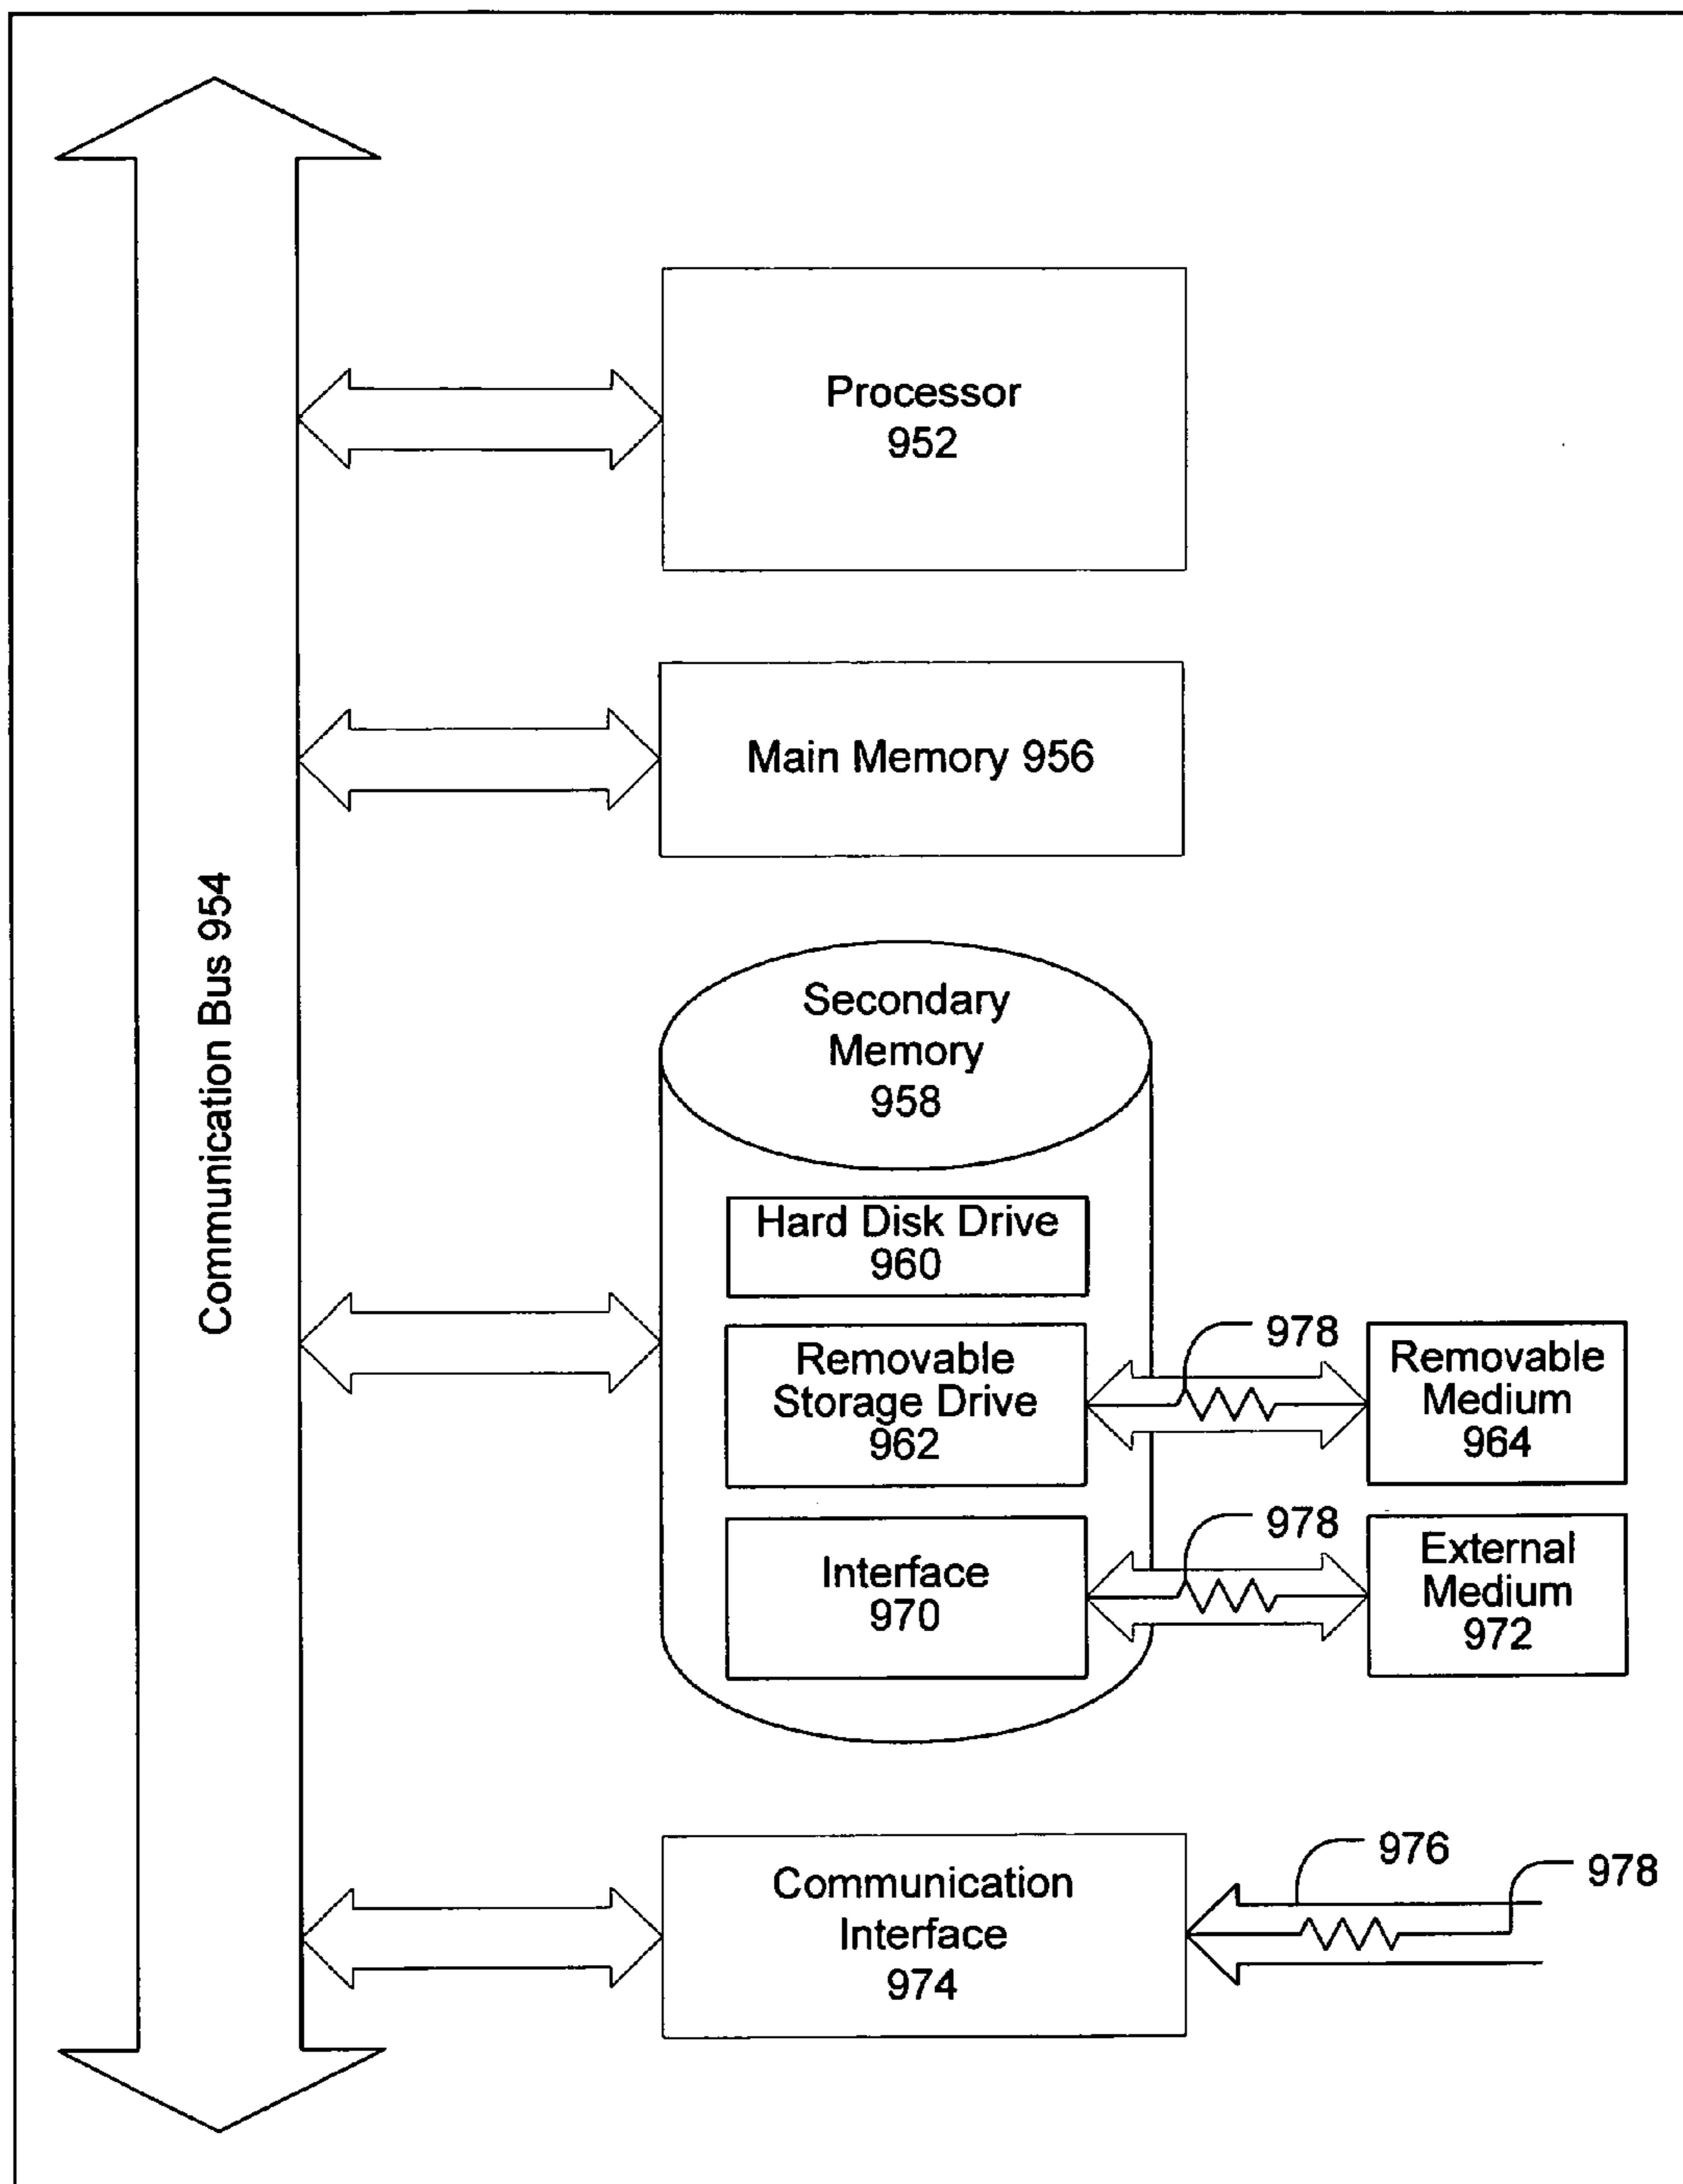 Communication Bus 954
Processor
952
Main Memory 956
Secondary
Memory
958
Hard Disk Drive
960
Removable
Storage Drive
962
978
Removable
Medium
964
Interface
970
978
External
Medium
972
Communication
Interface
974
976
978